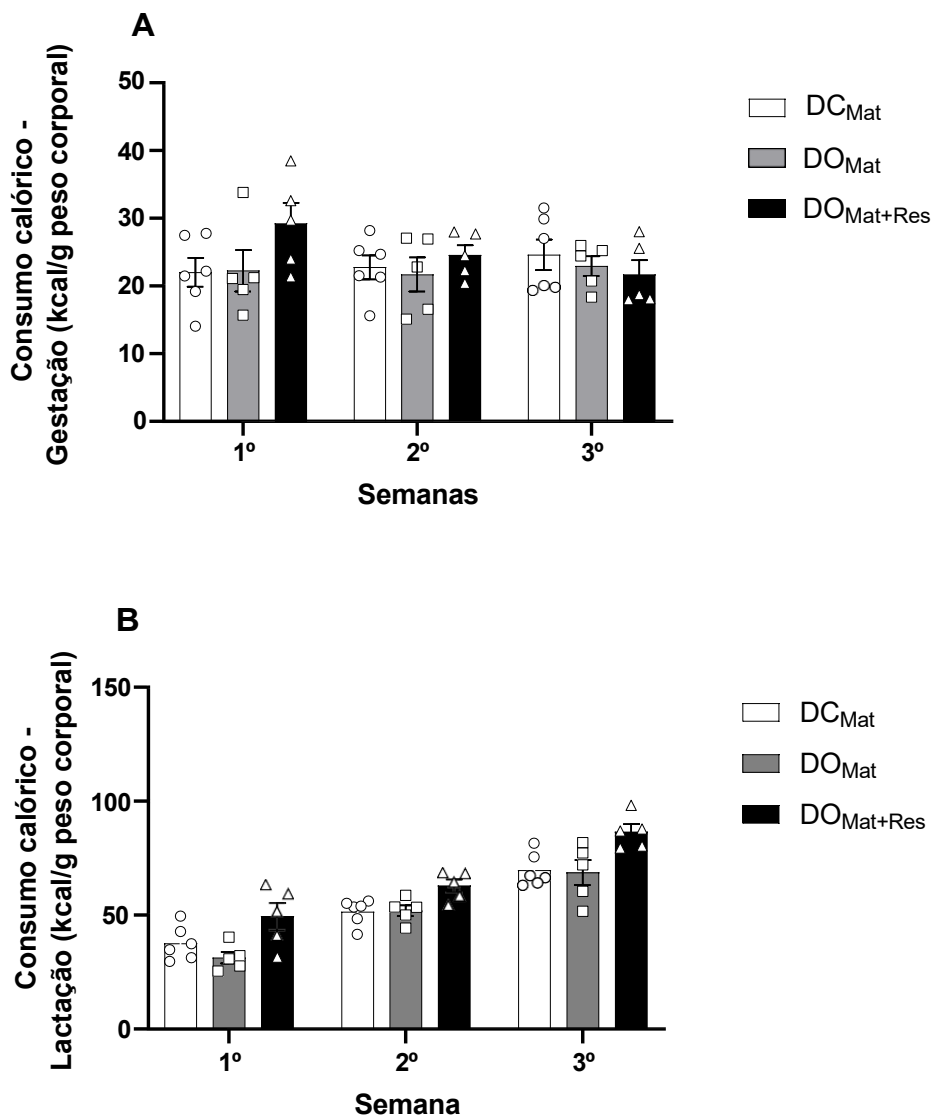 A
Consumo calórico -
Gestação (kcal/g peso corporal)
50
40
30
20
10
0
1º
2º
3º
Semanas
DCMat
DOMat
DOMat+Res
B
Consumo calórico -
Lactação (kcal/g peso corporal)
150
100
50
0
1º
2º
3º
Semana
DCMat
DOMat
DOMat+Res